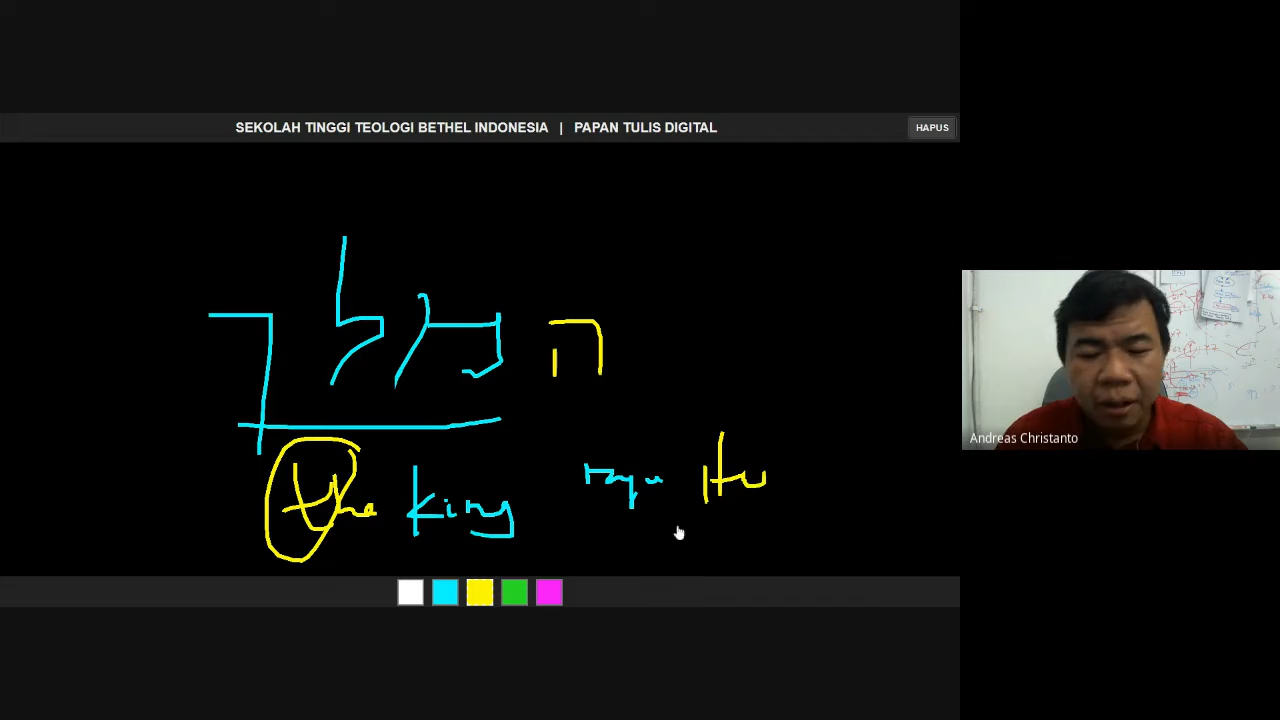 SEKOLAH TINGGI TEOLOGI BETHEL INDONESIA | PAPAN TULIS DIGITAL
HAPUS
המלך
the king raja Itu
Andreas Christanto